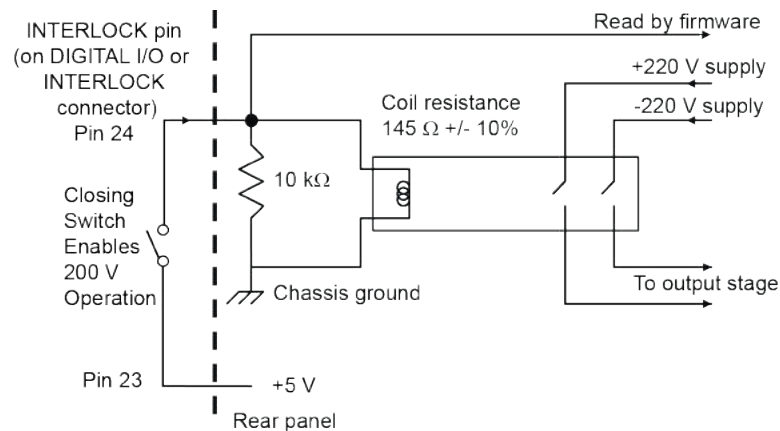 INTERLOCK pin
(on DIGITAL I/O or
INTERLOCK
connector)
Pin 24
Read by firmware
+220 V supply
-220 V supply
Coil resistance
145 Ω +/- 10%
10 kΩ
Closing
Switch
Enables
200 V
Operation
Chassis ground
To output stage
Pin 23
+5 V
Rear panel